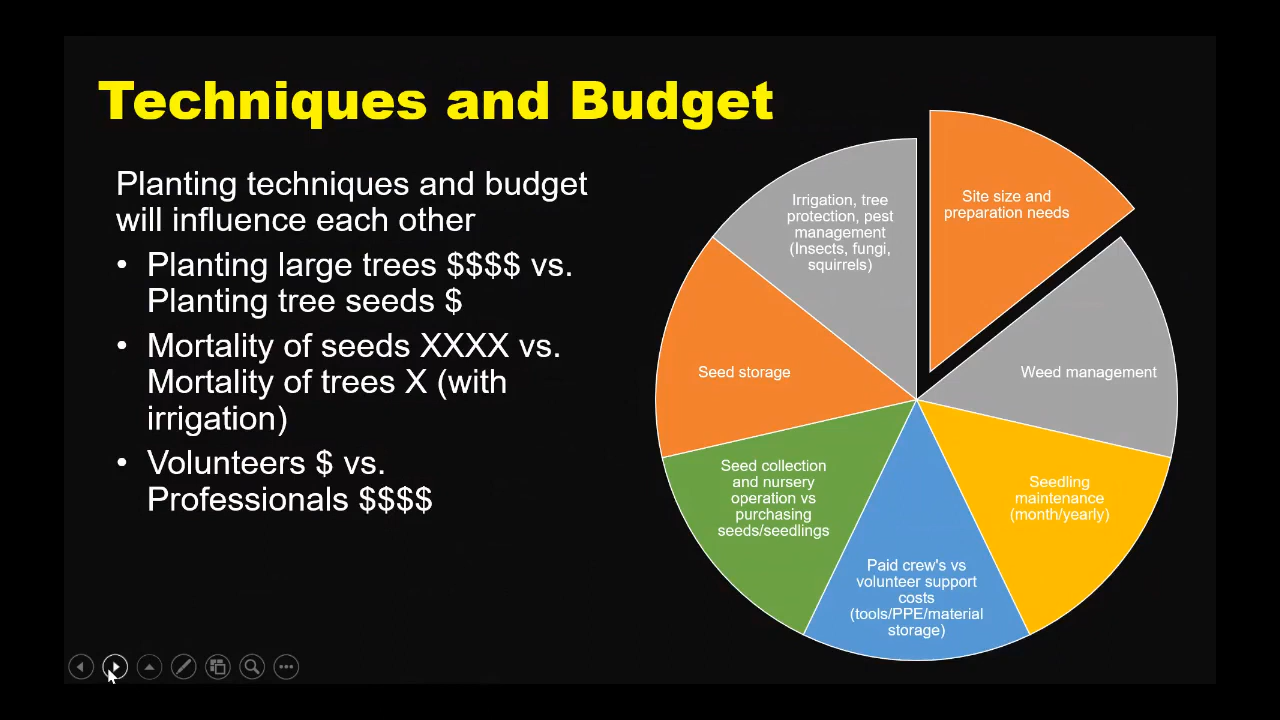 Techniques and Budget
Planting techniques and budget
will influence each other
• Planting large trees $$$$ vs.
Planting tree seeds $
• Mortality of seeds XXXX vs.
Mortality of trees X (with
irrigation)
• Volunteers $ vs.
Professionals $$$$
Site size and
preparation needs
Weed management
Seedling
maintenance
(month/yearly)
Paid crew's vs
volunteer support
costs
(tools/PPE/material
storage)
Seed collection
and nursery
operation vs
purchasing
seeds/seedlings
Seed storage
Irrigation, tree
protection, pest
management
(Insects, fungi,
squirrels)